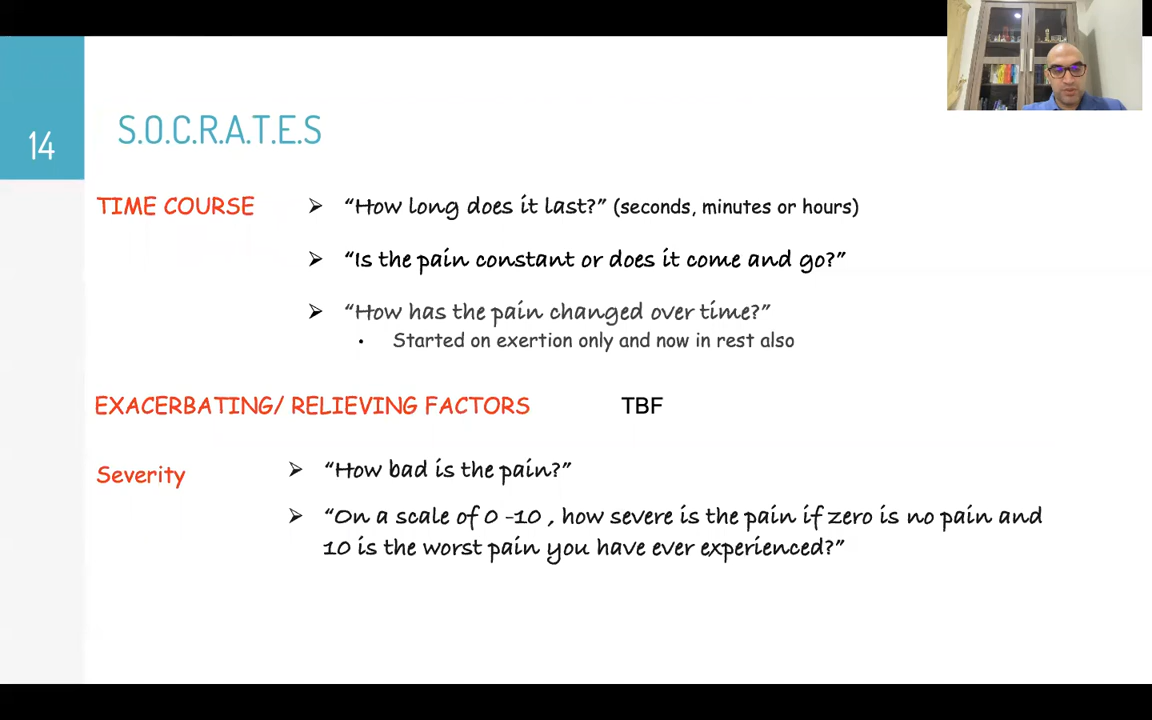 14
S.O.C.R.A.T.E.S
TIME COURSE
➢ “How long does it last?” (seconds, minutes or hours)
➢ “Is the pain constant or does it come and go?”
➢ “How has the pain changed over time?”
• Started on exertion only and now in rest also
EXACERBATING/ RELIEVING FACTORS TBF
Severity
➢ “How bad is the pain?”
➢ “On a scale of 0 -10 , how severe is the pain if zero is no pain and
10 is the worst pain you have ever experienced?”